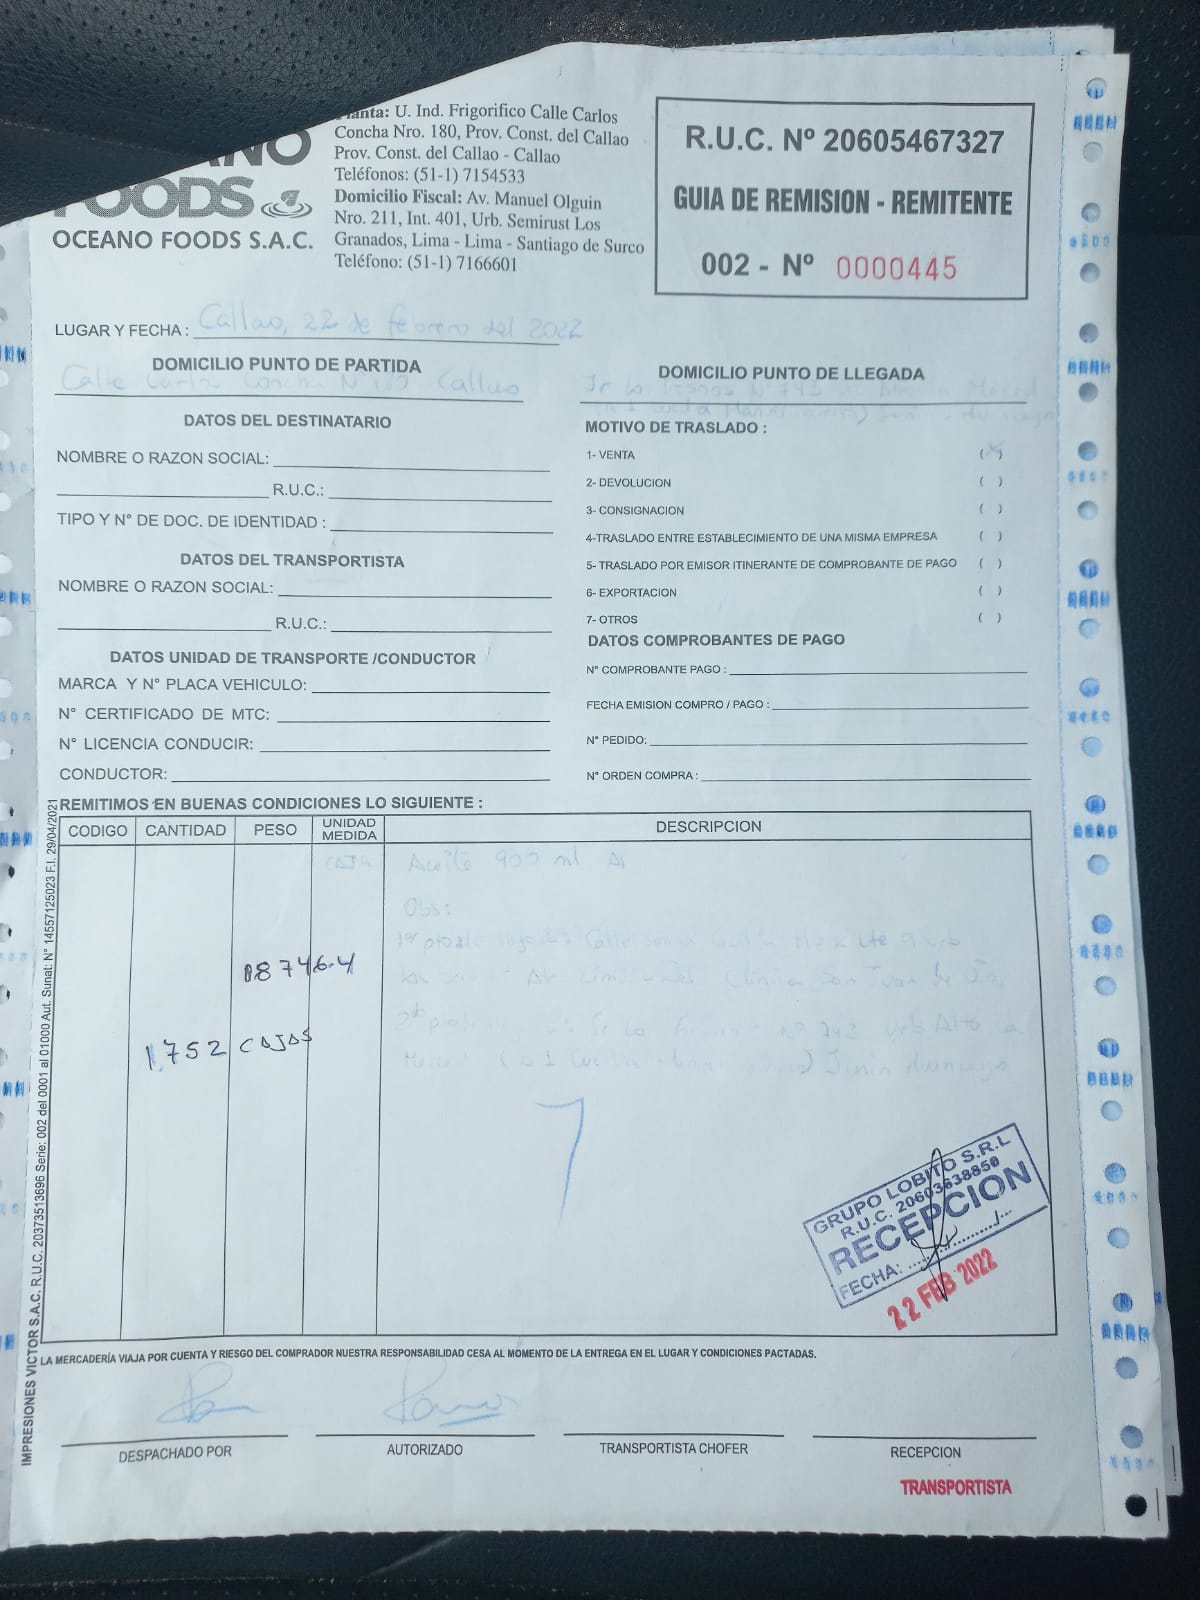 Planta: U. Ind. Frigorifico Calle Carlos
Concha Nro. 180, Prov. Const. del Callao
Prov. Const. del Callao - Callao
Teléfonos: (51-1) 7154533
Domicilio Fiscal: Av. Manuel Olguin
Nro. 211, Int. 401, Urb. Semirust Los
Granados, Lima - Lima - Santiago de Surco
Teléfono: (51-1) 7166601
FOODS
OCEANO FOODS S.A.C.
R.U.C. Nº 20605467327
GUIA DE REMISION - REMITENTE
002 - Nº 0000445
LUGAR Y FECHA : Callao, 22 de febrero del 2022
DOMICILIO PUNTO DE PARTIDA
Calle Concha Callao
DOMICILIO PUNTO DE LLEGADA
DATOS DEL DESTINATARIO
NOMBRE O RAZON SOCIAL:
R.U.C.:
TIPO Y Nº DE DOC. DE IDENTIDAD :
DATOS DEL TRANSPORTISTA
NOMBRE O RAZON SOCIAL:
R.U.C.:
DATOS UNIDAD DE TRANSPORTE /CONDUCTOR
MARCA Y Nº PLACA VEHICULO:
Nº CERTIFICADO DE MTC:
Nº LICENCIA CONDUCIR:
CONDUCTOR:
MOTIVO DE TRASLADO :
1- VENTA (X)
2- DEVOLUCION ( )
3- CONSIGNACION ( )
4-TRASLADO ENTRE ESTABLECIMIENTO DE UNA MISMA EMPRESA ( )
5- TRASLADO POR EMISOR ITINERANTE DE COMPROBANTE DE PAGO ( )
6- EXPORTACION ( )
7- OTROS ( )
DATOS COMPROBANTES DE PAGO
Nº COMPROBANTE PAGO :
FECHA EMISION COMPRO / PAGO :
Nº PEDIDO:
Nº ORDEN COMPRA :
REMITIMOS EN BUENAS CONDICIONES LO SIGUIENTE :
CODIGO CANTIDAD PESO UNIDAD MEDIDA DESCRIPCION
CAJA Aceite 900 ml
Obs:
18746.4
San Juan de Dios
1,752 CAJAS
Junin Huancayo
GRUPO LOBITO S.R.L
R.U.C. 20603638850
RECEPCION
FECHA:
22 FEB 2022
IMPRESIONES VICTOR S.A.C. R.U.C. 20373513696 Serie: 002 del 0001 al 01000 Aut. Sunat: Nº 14557125023 F.I. 29/04/2021
LA MERCADERÍA VIAJA POR CUENTA Y RIESGO DEL COMPRADOR NUESTRA RESPONSABILIDAD CESA AL MOMENTO DE LA ENTREGA EN EL LUGAR Y CONDICIONES PACTADAS.
DESPACHADO POR
AUTORIZADO
TRANSPORTISTA CHOFER
RECEPCION
TRANSPORTISTA